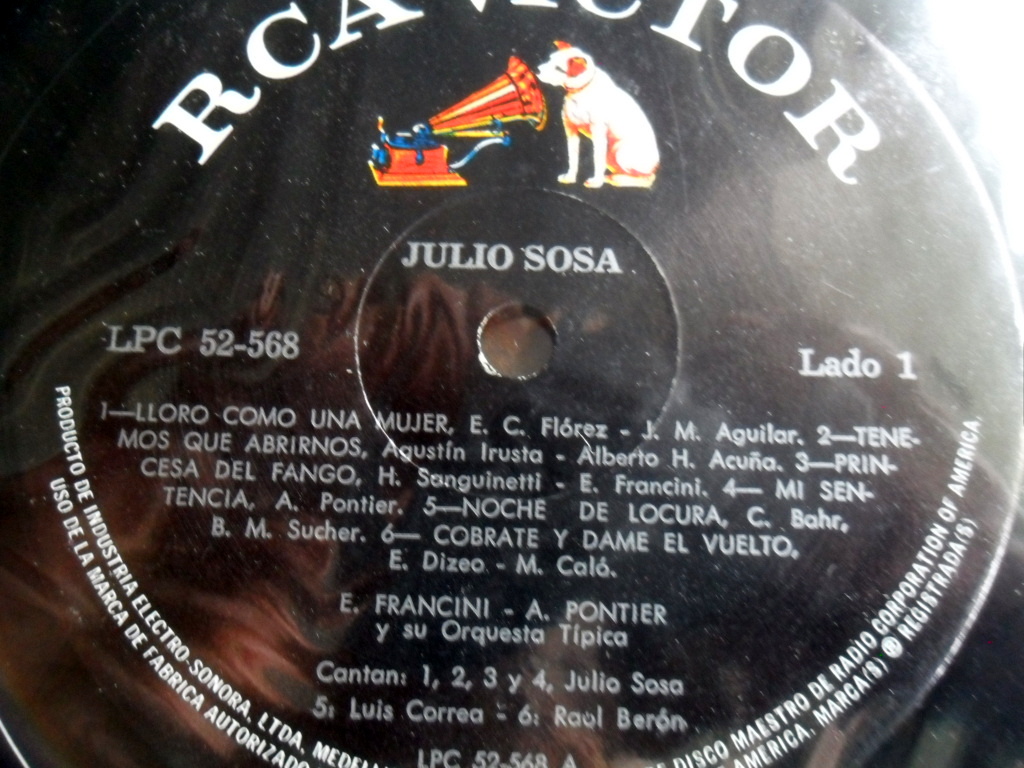 RCA VICTOR
JULIO SOSA
LPC 52-568
Lado 1
1—LLORO COMO UNA MUJER, E. C. Flórez - J. M. Aguilar. 2—TENE-
MOS QUE ABRIRNOS, Agustín Irusta - Alberto H. Acuña. 3—PRIN-
CESA DEL FANGO, H. Sanguinetti - E. Francini. 4— MI SEN-
TENCIA, A. Pontier. 5—NOCHE DE LOCURA, C. Bahr,
B. M. Sucher. 6— COBRATE Y DAME EL VUELTO,
E. Dizeo - M. Caló.
E. FRANCINI - A. PONTIER
y su Orquesta Típica
Cantan: 1, 2, 3 y 4, Julio Sosa
5: Luis Correa - 6: Raúl Berón
LPC 52-568 A
PRODUCTO DE INDUSTRIA ELECTRO-SONORA, LTDA,
USO DE LA MARCA DE FABRICA AUTORIZADO
DISCO MAESTRO DE RADIO CORPORATION OF AMERICA,
AMERICA, MARCA(S) ® REGISTRADA(S)